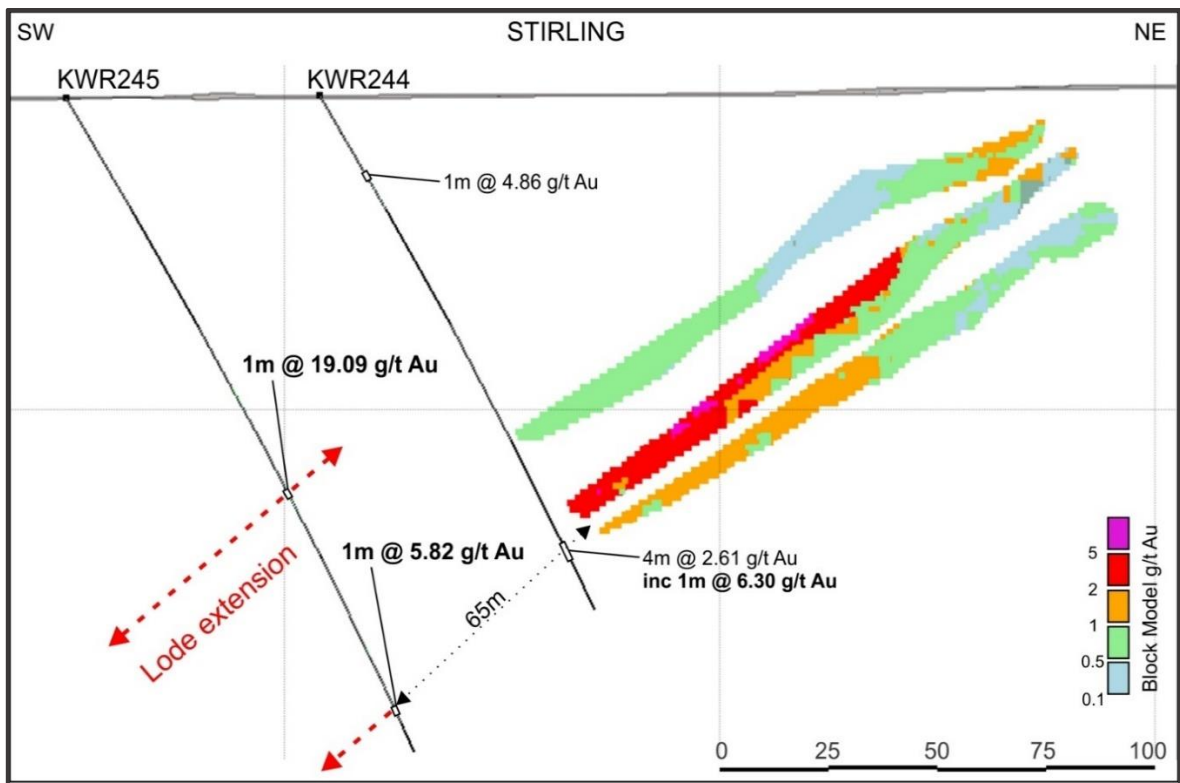 SW
STIRLING
NE
KWR245
KWR244
1m @ 4.86 g/t Au
1m @ 19.09 g/t Au
1m @ 5.82 g/t Au
4m @ 2.61 g/t Au
inc 1m @ 6.30 g/t Au
65m
Lode extension
5
2
1
0.5
0.1
Block Model g/t Au
0 25 50 75 100